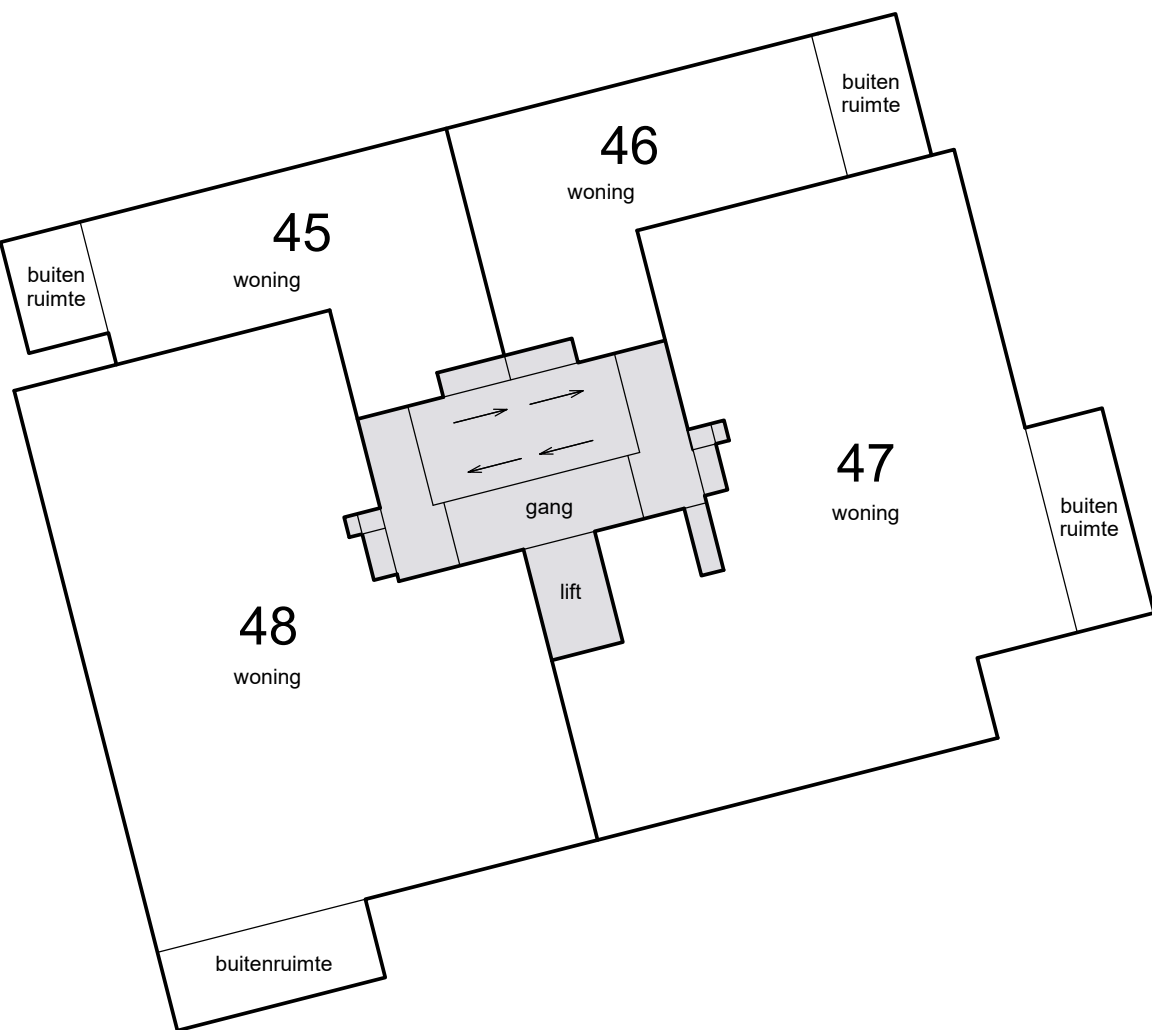 buiten
ruimte
46
woning
45
woning
buiten
ruimte
47
woning
buiten
ruimte
gang
lift
48
woning
buitenruimte